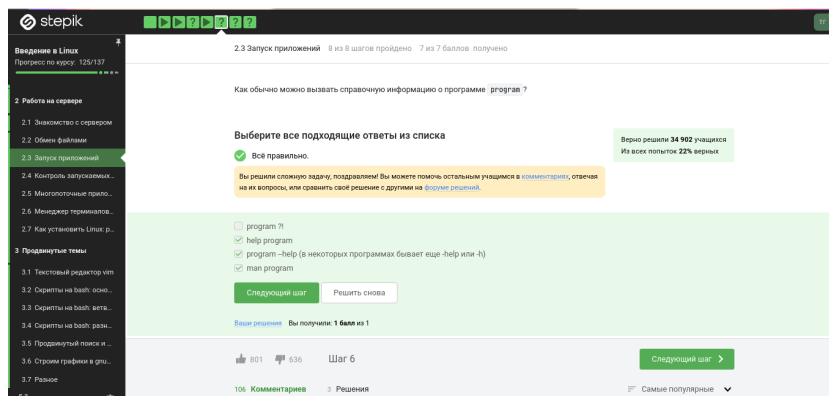 stepik
тг
Введение в Linux
Прогресс по курсу: 125/137
2 Работа на сервере
2.1 Знакомство с сервером
2.2 Обмен файлами
2.3 Запуск приложений
2.4 Контроль запускаемых...
2.5 Многопоточные прило...
2.6 Менеджер терминалов...
2.7 Как установить Linux: р...
3 Продвинутые темы
3.1 Текстовый редактор vim
3.2 Скрипты на bash: осно...
3.3 Скрипты на bash: ветв...
3.4 Скрипты на bash: разн...
3.5 Продвинутый поиск и ...
3.6 Строим графики в gnu...
3.7 Разное
2.3 Запуск приложений 8 из 8 шагов пройдено 7 из 7 баллов получено
Как обычно можно вызвать справочную информацию о программе program ?
Выберите все подходящие ответы из списка
Всё правильно.
Верно решили 34 902 учащихся
Из всех попыток 22% верных
Вы решили сложную задачу, поздравляем! Вы можете помочь остальным учащимся в комментариях, отвечая
на их вопросы, или сравнить своё решение с другими на форуме решений.
program ?!
help program
program --help (в некоторых программах бывает еще -help или -h)
man program
Следующий шаг Решить снова
Ваши решения Вы получили: 1 балл из 1
801 636 Шаг 6 Следующий шаг
106 Комментариев 3 Решения Самые популярные